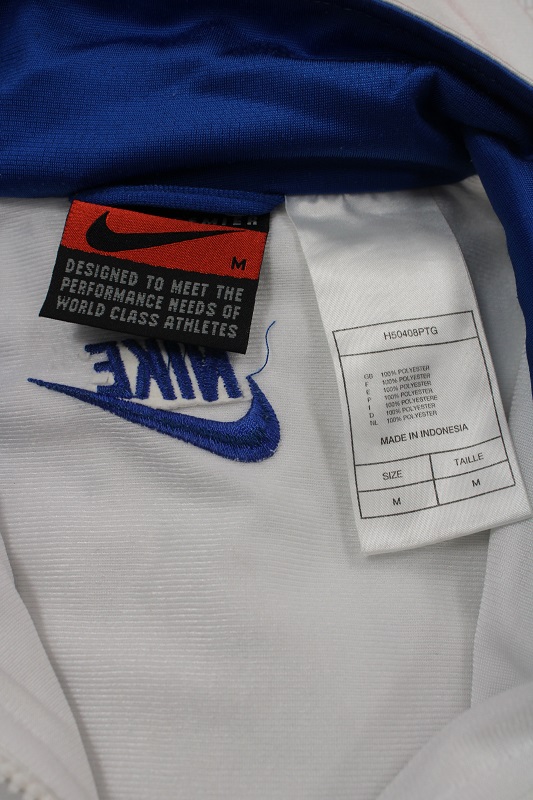 M
DESIGNED TO MEET THE
PERFORMANCE NEEDS OF
WORLD CLASS ATHLETES
NIKE
H50408PTG
GB 100% POLYESTER
F 100% POLYESTER
E 100% POLYESTER
P 100% POLYESTER
I 100% POLYESTERE
D 100% POLYESTER
NL 100% POLYESTER
MADE IN INDONESIA
SIZE TAILLE
M M